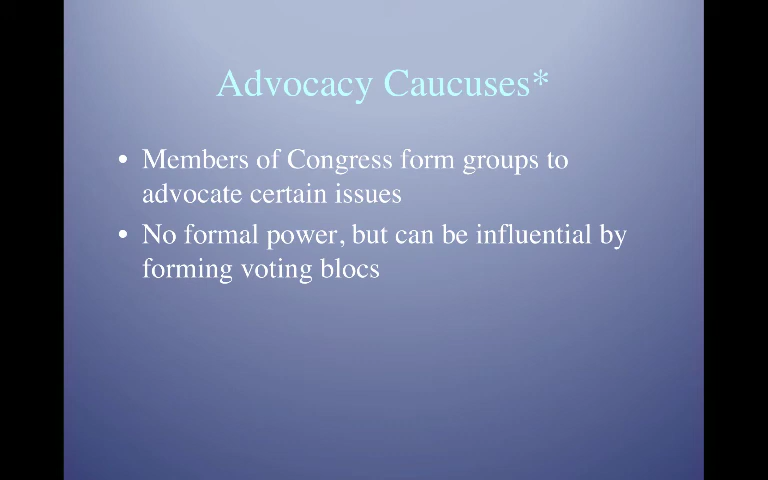 Advocacy Caucuses*
• Members of Congress form groups to
advocate certain issues
• No formal power, but can be influential by
forming voting blocs